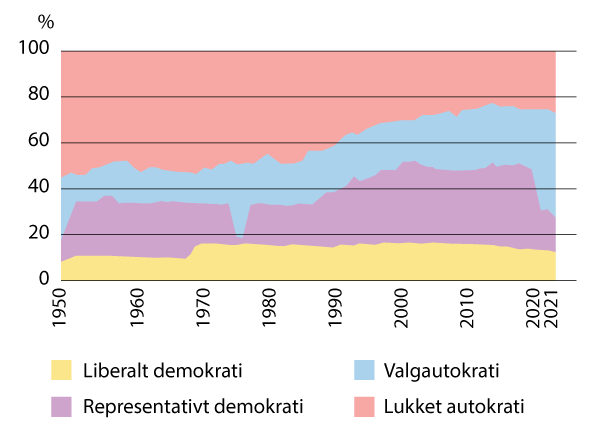 %
100
80
60
40
20
0
1950 1960 1970 1980 1990 2000 2010 2020 2021
Liberalt demokrati Valgautokrati
Representativt demokrati Lukket autokrati